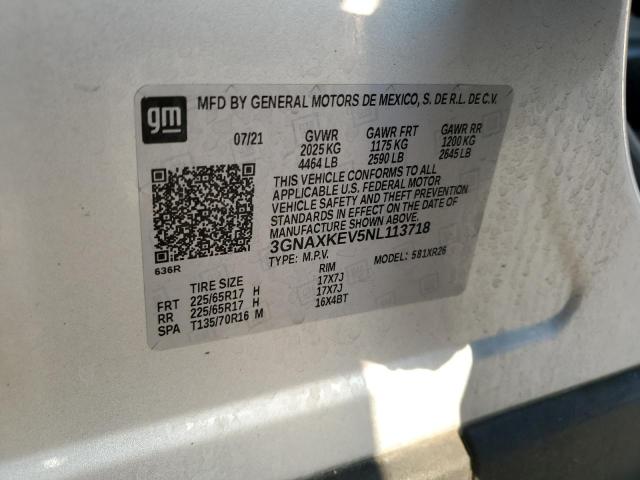 gm
MFD BY GENERAL MOTORS DE MEXICO, S. DE R.L. DE C.V.
07/21 GVWR GAWR FRT GAWR RR
2025 KG 1175 KG 1200 KG
4464 LB 2590 LB 2645 LB
THIS VEHICLE CONFORMS TO ALL
APPLICABLE U.S. FEDERAL MOTOR
VEHICLE SAFETY AND THEFT PREVENTION
STANDARDS IN EFFECT ON THE DATE OF
MANUFACTURE SHOWN ABOVE.
3GNAXKEV5NL113718
TYPE: M.P.V. MODEL: 581XR26
636R
TIRE SIZE RIM
FRT 225/65R17 H 17X7J
RR 225/65R17 H 17X7J
SPA T135/70R16 M 16X4BT